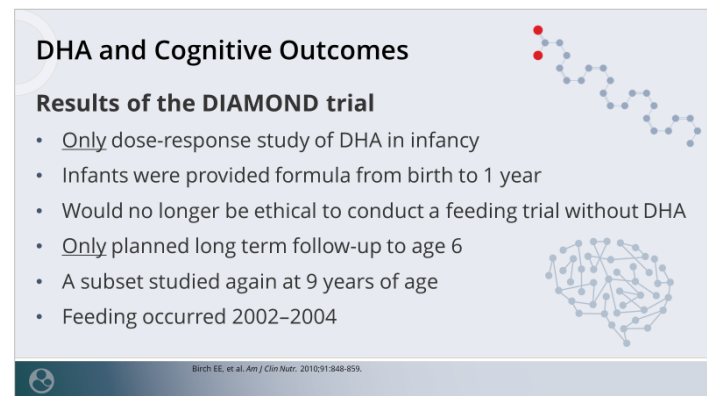 DHA and Cognitive Outcomes
Results of the DIAMOND trial
• Only dose-response study of DHA in infancy
• Infants were provided formula from birth to 1 year
• Would no longer be ethical to conduct a feeding trial without DHA
• Only planned long term follow-up to age 6
• A subset studied again at 9 years of age
• Feeding occurred 2002–2004
Birch EE, et al. Am J Clin Nutr. 2010;91:848-859.